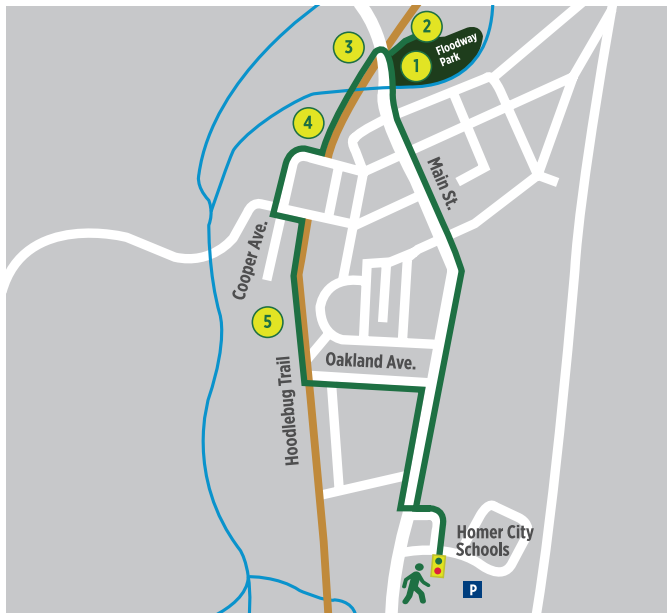 2
3
Floodway
Park
1
4
Main St.
Cooper Ave.
5
Oakland Ave.
Hoodlebug Trail
Homer City
Schools
P